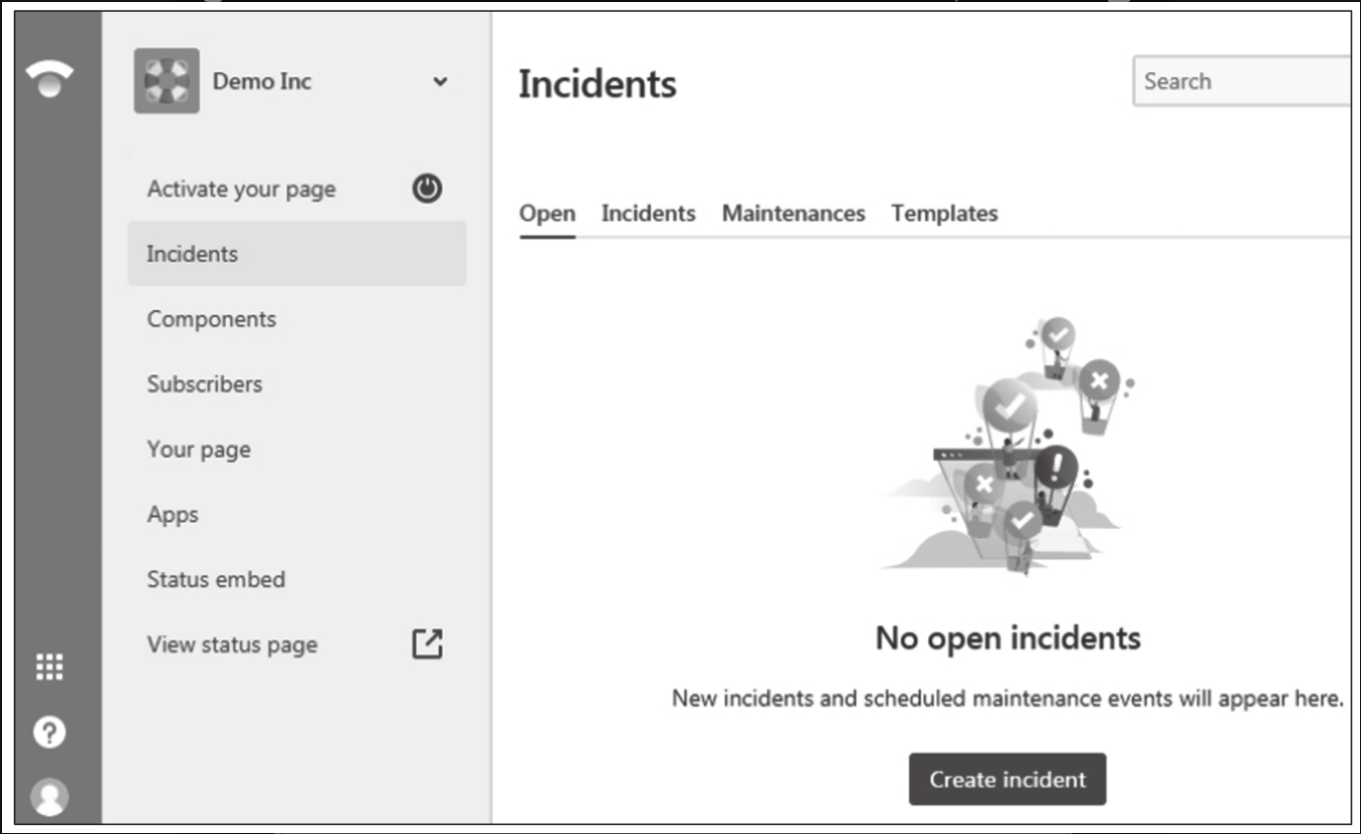 Demo Inc
Activate your page
Incidents
Components
Subscribers
Your page
Apps
Status embed
View status page
Incidents
Search
Open Incidents Maintenances Templates
No open incidents
New incidents and scheduled maintenance events will appear here.
Create incident